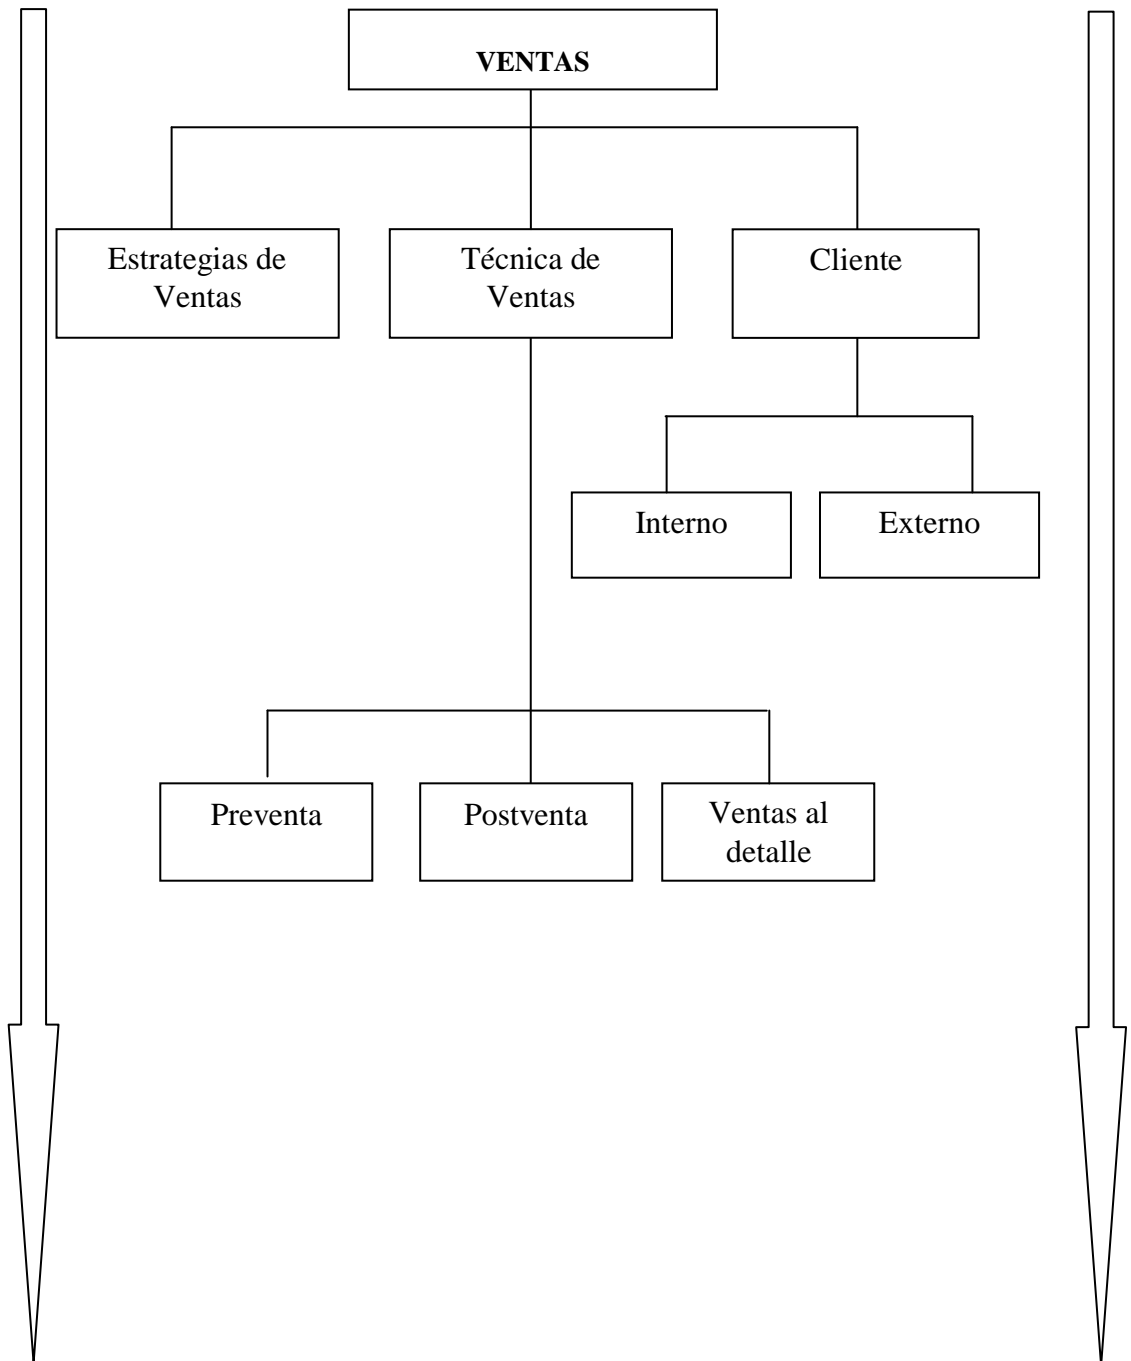 VENTAS
Estrategias de
Ventas
Técnica de
Ventas
Cliente
Interno
Externo
Preventa
Postventa
Ventas al
detalle